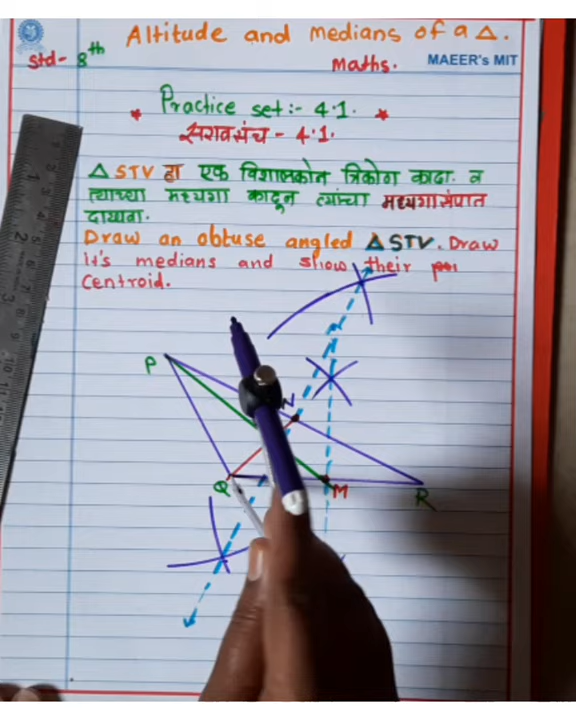 Altitude and medians of a △.
Std- 8th Maths. MAEER's MIT
* Practice set:- 4.1. *
सरावसंच - 4.1.
△ STV हा एक विशालकोन त्रिकोण काढा. व
त्याच्या मध्यगा काढून त्यांचा मध्यगासंपात
दाखवा.
Draw an obtuse angled △STV. Draw
it's medians and show their poi
Centroid.
P
N
Q
M
R